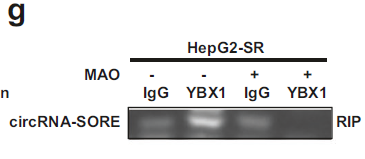 g
HepG2-SR
MAO - - + +
n IgG YBX1 IgG YBX1
circRNA-SORE RIP